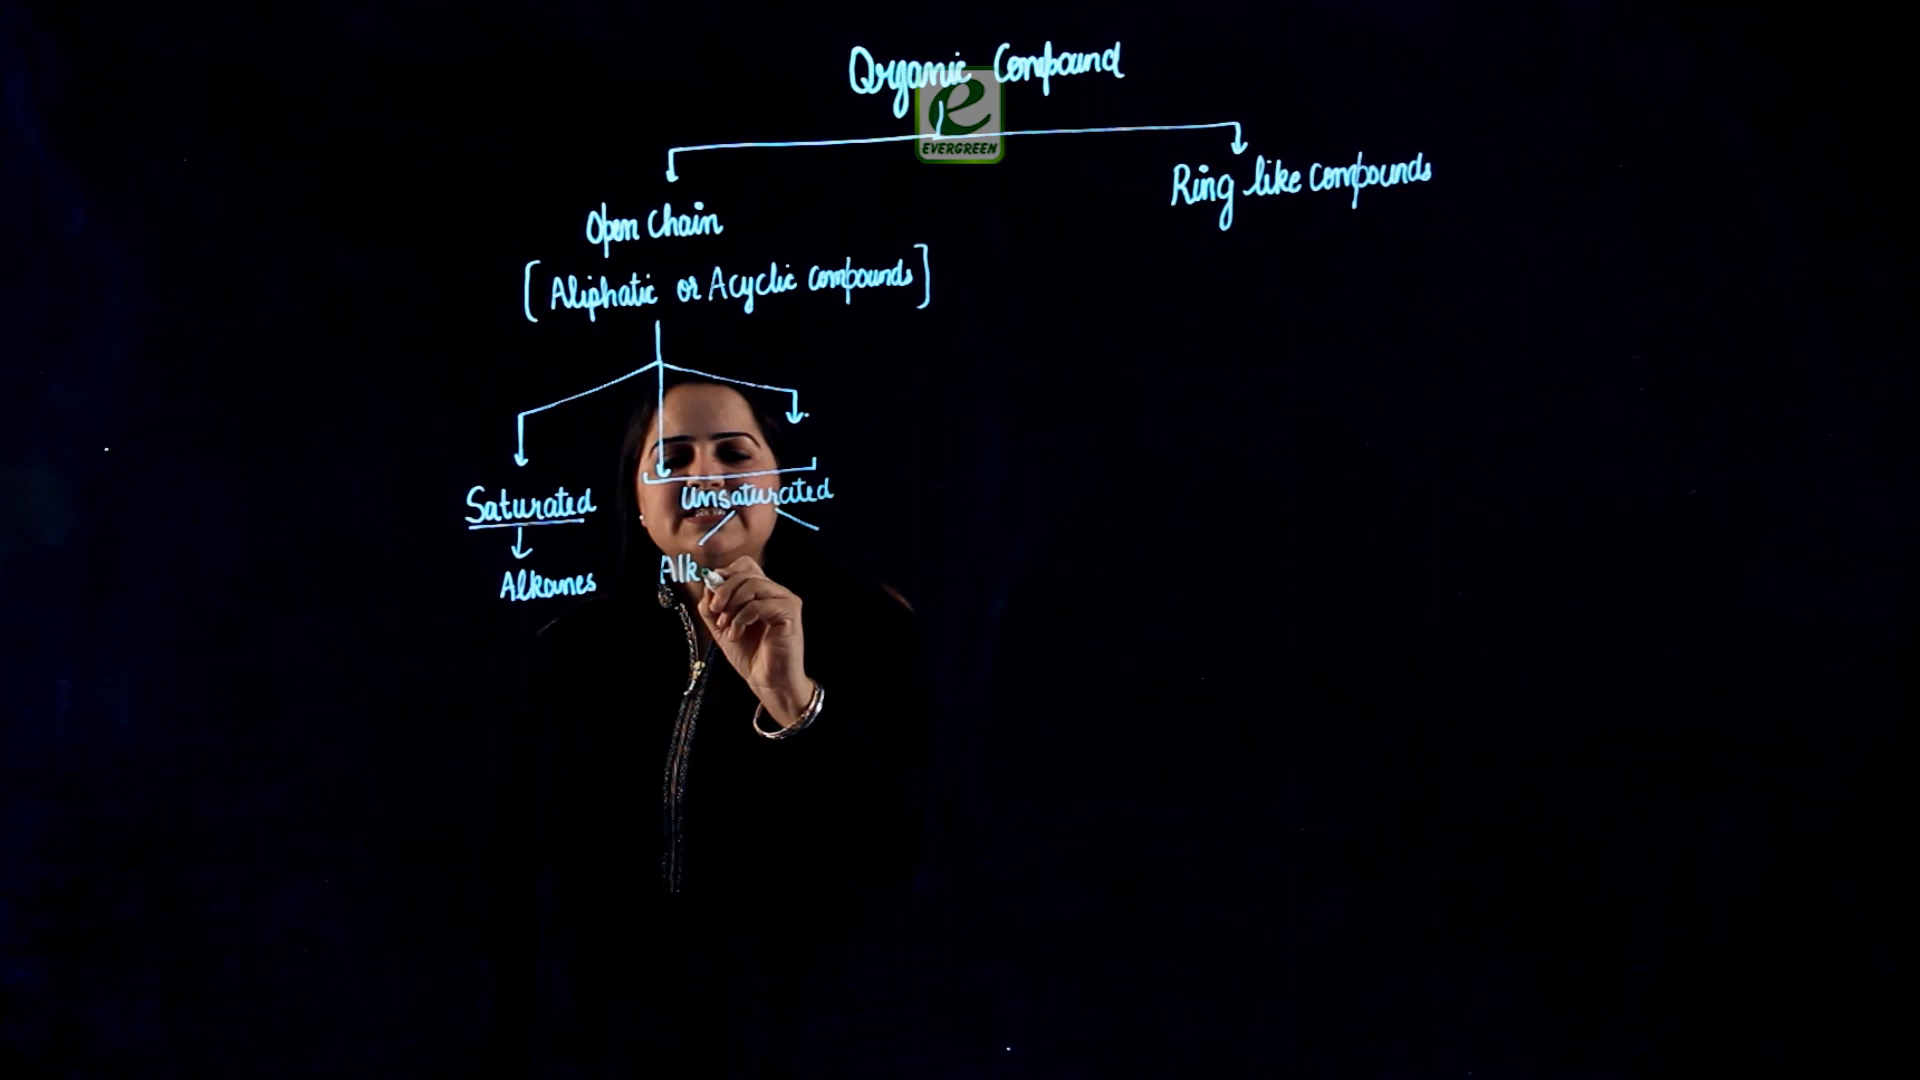 Organic Compound
e
EVERGREEN
Ring like compounds
Open Chain
[Aliphatic or Acyclic compounds]
Saturated
Unsaturated
Alkanes
Alk